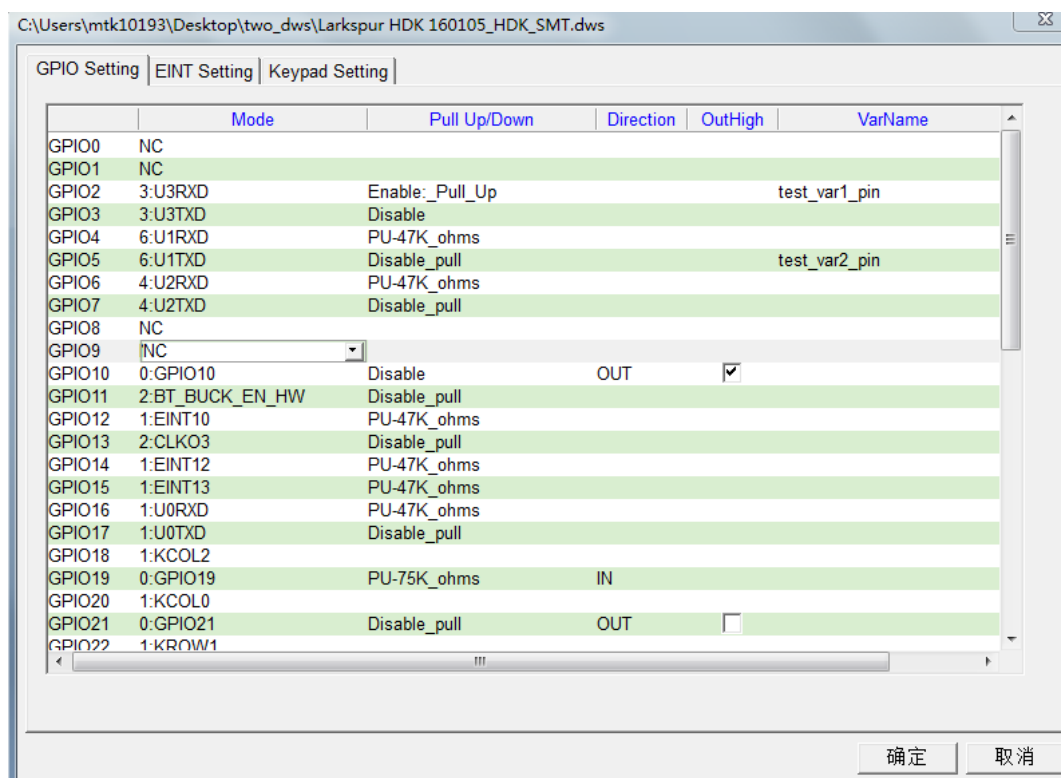 C:\Users\mtk10193\Desktop\two_dws\Larkspur HDK 160105_HDK_SMT.dws
GPIO Setting EINT Setting Keypad Setting
Mode Pull Up/Down Direction OutHigh VarName
GPIO0 NC
GPIO1 NC
GPIO2 3:U3RXD Enable:_Pull_Up test_var1_pin
GPIO3 3:U3TXD Disable
GPIO4 6:U1RXD PU-47K_ohms
GPIO5 6:U1TXD Disable_pull test_var2_pin
GPIO6 4:U2RXD PU-47K_ohms
GPIO7 4:U2TXD Disable_pull
GPIO8 NC
GPIO9 NC
GPIO10 0:GPIO10 Disable OUT
GPIO11 2:BT_BUCK_EN_HW Disable_pull
GPIO12 1:EINT10 PU-47K_ohms
GPIO13 2:CLKO3 Disable_pull
GPIO14 1:EINT12 PU-47K_ohms
GPIO15 1:EINT13 PU-47K_ohms
GPIO16 1:U0RXD PU-47K_ohms
GPIO17 1:U0TXD Disable_pull
GPIO18 1:KCOL2
GPIO19 0:GPIO19 PU-75K_ohms IN
GPIO20 1:KCOL0
GPIO21 0:GPIO21 Disable_pull OUT
GPIO22 1:KROW1
确定 取消